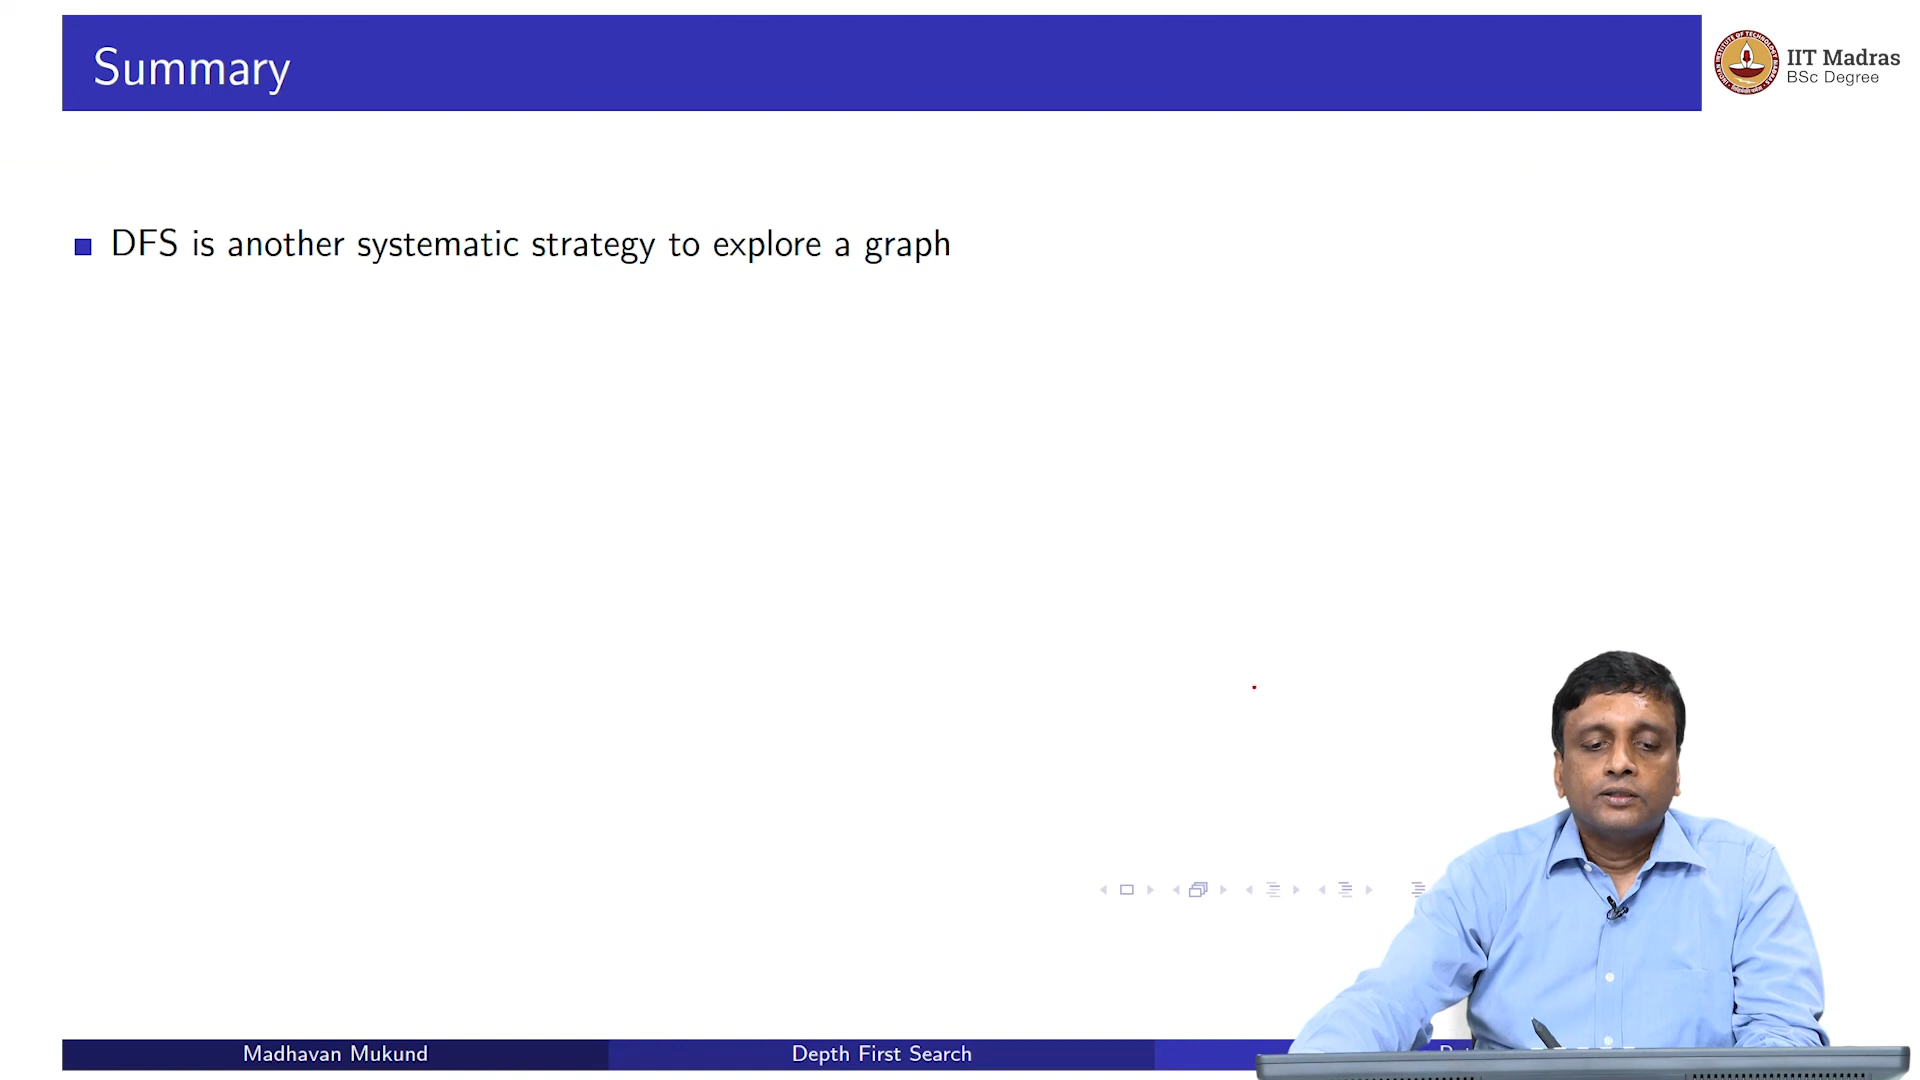 Summary
IIT Madras
BSc Degree
DFS is another systematic strategy to explore a graph
Madhavan Mukund
Depth First Search